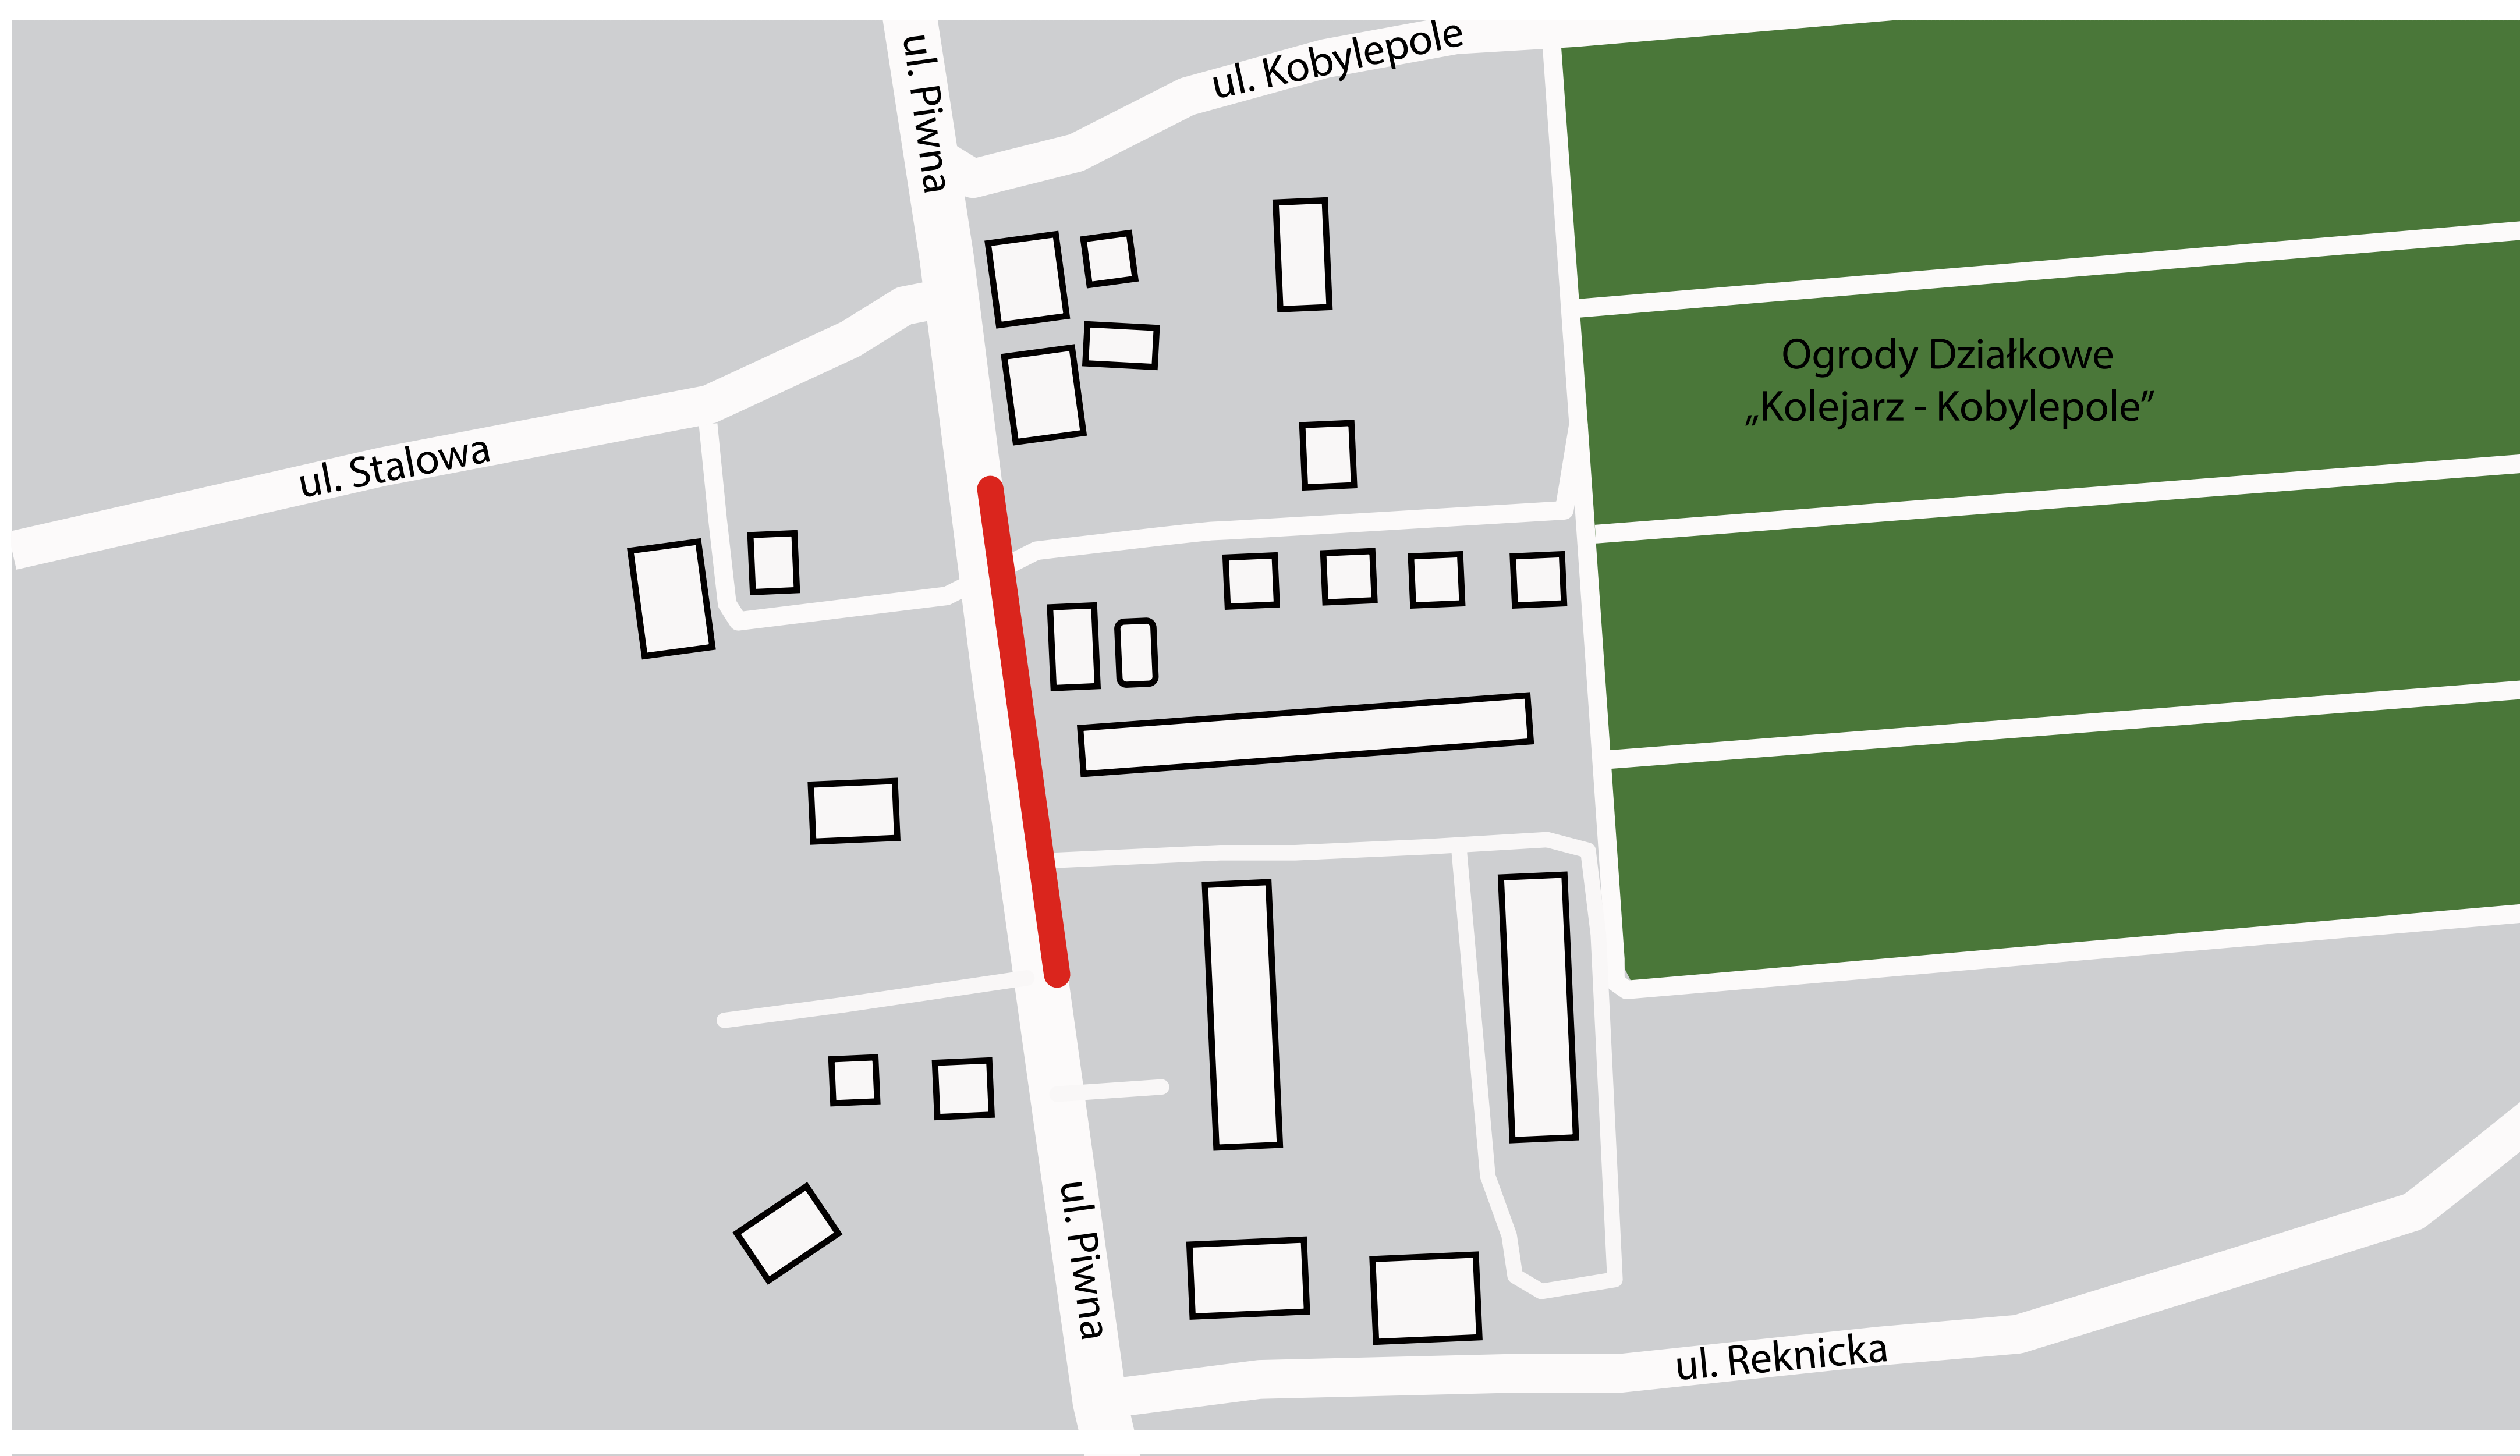 ul. Piwna
ul. Kobylepole
Ogrody Działkowe
„Kolejarz - Kobylepole”
ul. Stalowa
ul. Piwna
ul. Reknicka